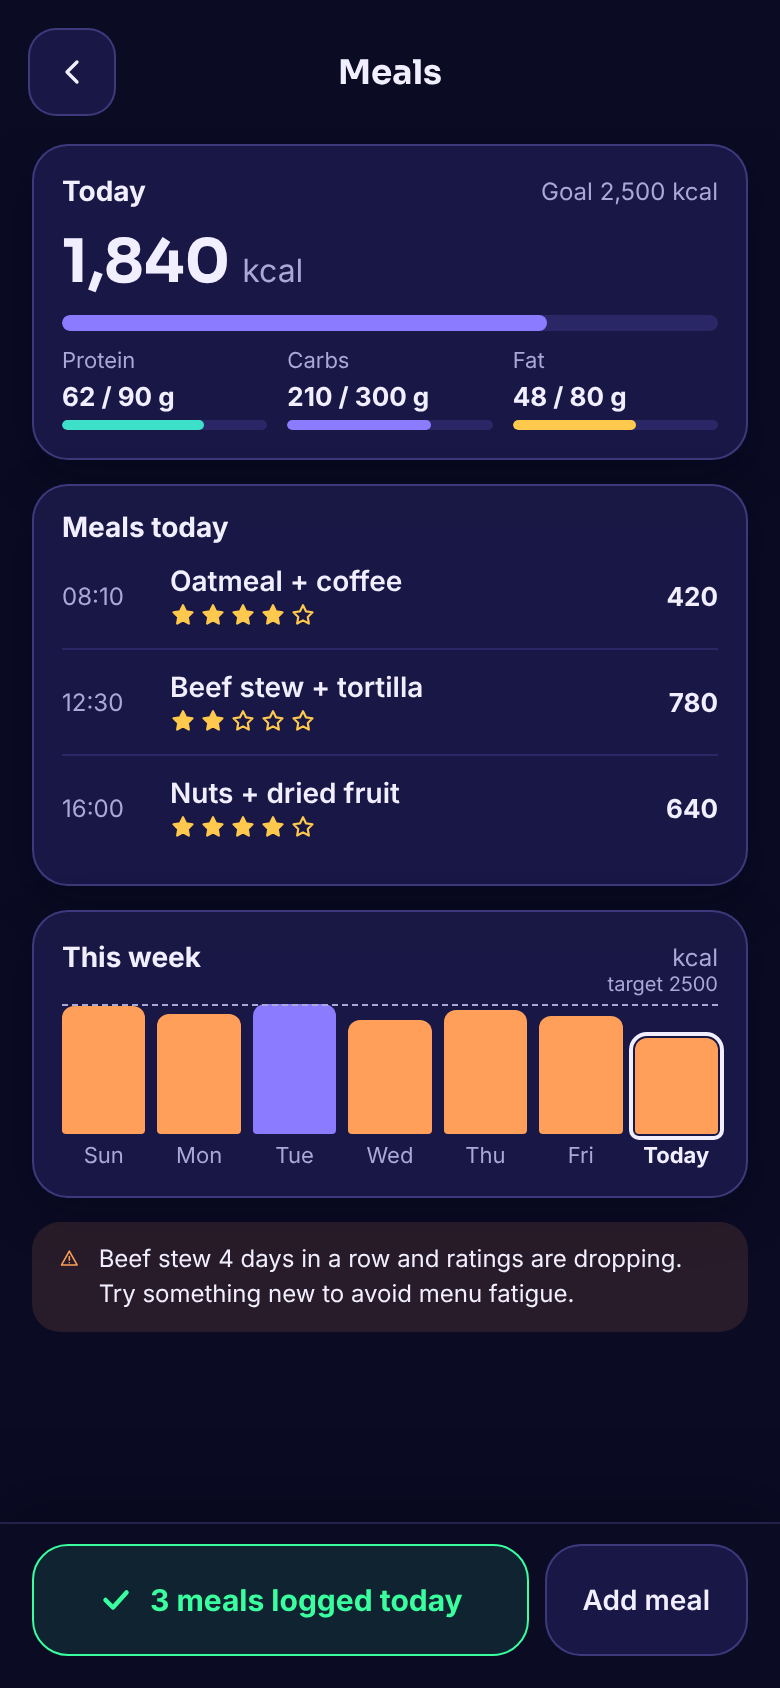 Meals
Today
Goal 2,500 kcal
1,840 kcal
Protein
Carbs
Fat
62 / 90 g
210 / 300 g
48 / 80 g
Meals today
08:10
Oatmeal + coffee
420
12:30
Beef stew + tortilla
780
16:00
Nuts + dried fruit
640
This week
kcal
target 2500
Sun
Mon
Tue
Wed
Thu
Fri
Today
Beef stew 4 days in a row and ratings are dropping.
Try something new to avoid menu fatigue.
3 meals logged today
Add meal